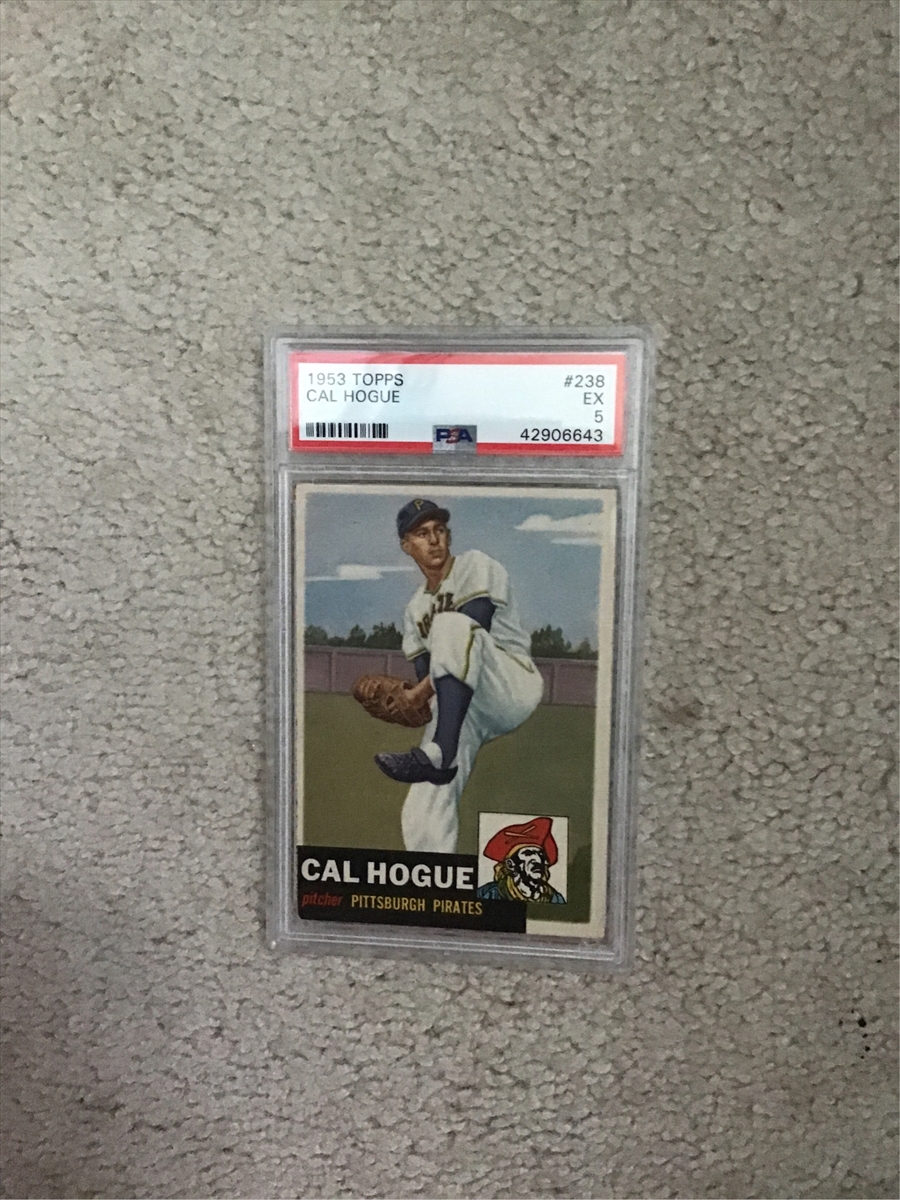 1953 TOPPS #238
CAL HOGUE EX
5
PSA 42906643
P
CAL HOGUE
pitcher PITTSBURGH PIRATES